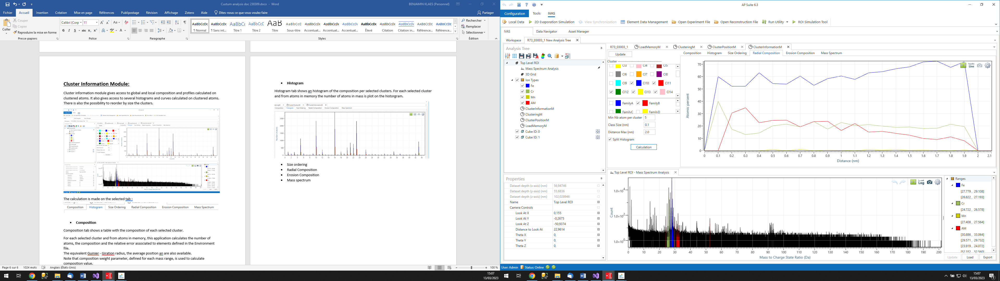 Custum analysis doc 230309.docx - Word
BENJAMIN KLAES (Personnel)
Fichier Accueil Insertion Création Mise en page Références Publipostage Révision Affichage Zotero Aide Dites-nous ce que vous voulez faire
Partager
Coller
Couper
Copier
Reproduire la mise en forme
Presse-papiers
Calibri (Corp 11
Police
Paragraphe
AaBbCcDc AaBbCcDc AaBbCc AaBbCcD AaB AaBbCcD AaBbCcDc AaBbCcDc AaBbCcDc AaBbCcDc AaBbCcDc AaBbCcDc AABBCCDC AABBCCDC
¶ Normal ¶ Sans int... Titre 1 Titre 2 Titre Sous-titre Accentuat... Accentuat... Accentuat... Élevé Citation Citation in... Référence... Référence...
Styles
Rechercher
Remplacer
Sélectionner
Édition
Cluster Information Module:
Cluster information module gives access to global and local composition and profiles calculated on
clustered atoms. It also gives access to several histograms and curves calculated on clustered atoms.
There is also the possibility to reorder by size the clusters.
The calculation is made on the selected tab :
Composition Histogram Size Ordering Radial Composition Erosion Composition Mass Spectrum
• Composition
Composition tab shows a table with the composition of each selected cluster.
For each selected cluster and from atoms in memory, this application calculates the number of
atoms, the composition and the relative error associated to elements defined in the Environment
file.
The equivalent Guinier - Giration radius, the average position an are also available.
Note that composition weight parameter, defined for each mass range, is used to calculate
composition value.
• Histogram
Histogram tab shows an histogram of the composition per selected clusters. For each selected cluster
and from atoms in memory the number of atoms in mass is plot on the historgram.
• Size ordering
• Radial Composition
• Erosion Composition
• Mass spectrum
Page 6 sur 6 1024 mots Anglais (États-Unis)
100 %
15:07
13/03/2023
AP Suite 6.3
Configuration Tools IVAS
Local Data 2D Evaporation Simulation View Synchronization Element Data Management Open Experiment File Open Reconstruction File Run Utility ROI Simulation Tool
IVAS Data Navigator Asset Manager
Workspace R73_03003_1 New Analysis Tree
Analysis Tree
Top Level ROI
Mass Spectrum Analysis
3D Grid
Ion Types
Fe
Cr
Mn
AM
ClusterInformationM
ClusteringM
ClusterPositionM
LoadMemoryM
Cube ID: 0
Cube ID: 1
Properties
Dataset depth (x-axis) (nm) 56,94746
Dataset depth (y-axis) (nm) 55,6836
Dataset depth (z-axis) (nm) 102,028946
Name Top Level ROI
Camera Controls
Look At X 0,155
Look At Y -0,2675
Look At Z -50,9374
Distance to Look At 22,9614
Theta X 0,
Theta Y 0,
Theta Z 0,
R73_03003_1 LoadMemoryM ClusteringM ClusterPositionM ClusterInformationM
Update
Composition Histogram Size Ordering Radial Composition Erosion Composition Mass Spectrum
Cluster ---------------------------------
Cl3 Cl4 Cl5
Cl6 Cl7 Cl8
Cl9 Cl10 Cl11
Cl12 Cl13 Cl14
FamilyA FamilyB
FamilyC FamilyD
Min Nb atom per cluster 5
Class Size (nm) 0.1
Distance Max (nm) 2.0
Split Histogram
Calculation
Line
Atomic percent
70
60
50
40
30
20
10
0
0 0.1 0.2 0.3 0.4 0.5 0.6 0.7 0.8 0.9 1 1.1 1.2 1.3 1.4 1.5 1.6 1.7 1.8 1.9 2 2.1
Distance (nm)
Top Level ROI - Mass Spectrum Analysis
Log
Count
1.0×10⁴
1.0×10²
1.0×10⁰
0 10 20 30 40 50 60 70 80 90 100 110 120 130 140 150 160 170 180 190 200
Mass to Charge State Ratio (Da)
Ranges
Fe
[27.779 , 29.108]
[26.822 , 27.193]
Cr
[24.722 , 26.578]
Mn
[27.408 , 27.564]
AM
[30.886 , 33.064]
[29.571 , 29.732]
[23.919 , 24.072]
[52.352 , 52.560]
Update Load Export
User: Admin Status: Online
15:07
13/03/2023